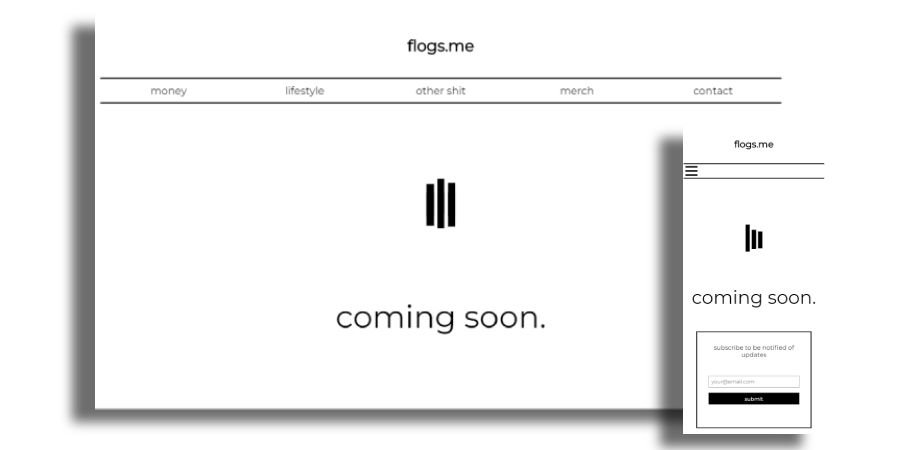 flogs.me
money lifestyle other shit merch contact
coming soon.
flogs.me
coming soon.
subscribe to be notified of
updates
your@email.com
submit